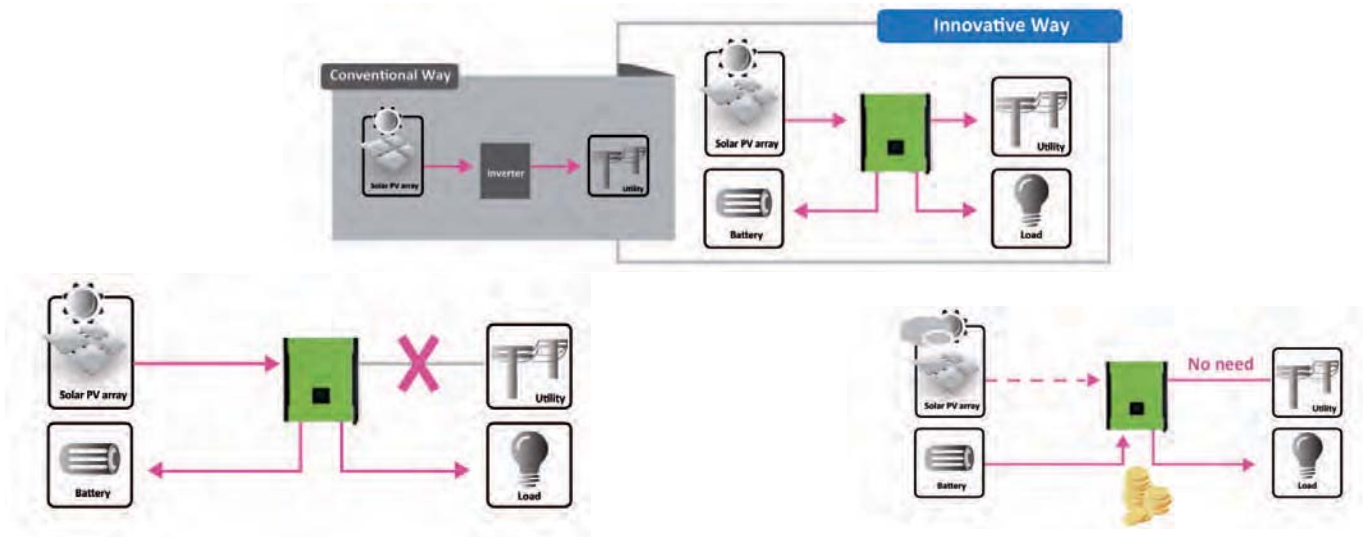 Innovative Way
Conventional Way
Solar PV array
Inverter
Utility
Solar PV array
Utility
Battery
Load
Solar PV array
Utility
Battery
Load
Solar PV array
No need
Utility
Battery
Load